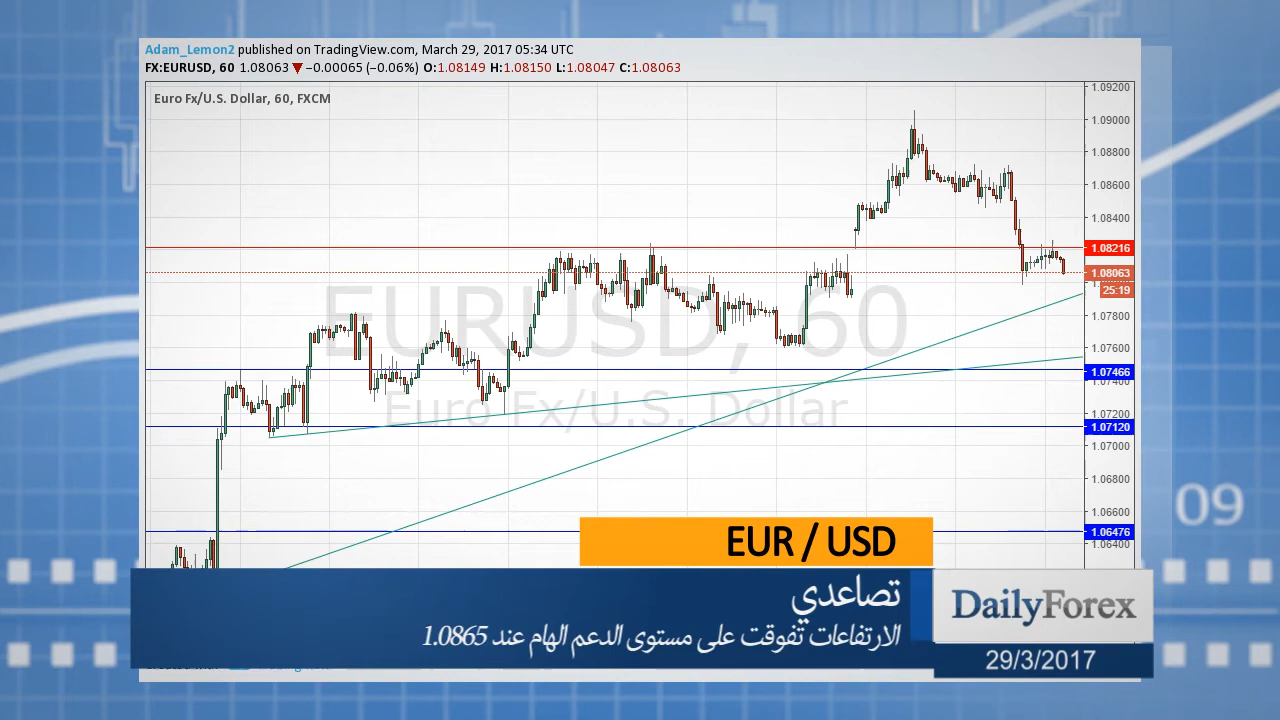 Adam_Lemon2 published on TradingView.com, March 29, 2017 05:34 UTC
FX:EURUSD, 60 1.08063 ▼ −0.00065 (−0.06%) O:1.08149 H:1.08150 L:1.08047 C:1.08063
Euro Fx/U.S. Dollar, 60, FXCM
1.09200
1.09000
1.08800
1.08600
1.08400
1.08216
1.08063
25:19
1.07800
1.07600
1.07466
1.07400
1.07200
1.07120
1.07000
1.06800
1.06600
1.06476
1.06400
EURUSD, 60
Euro Fx/U.S. Dollar
09
EUR / USD
تصاعدي
الارتفاعات تفوقت على مستوى الدعم الهام عند 1.0865
DailyForex
29/3/2017